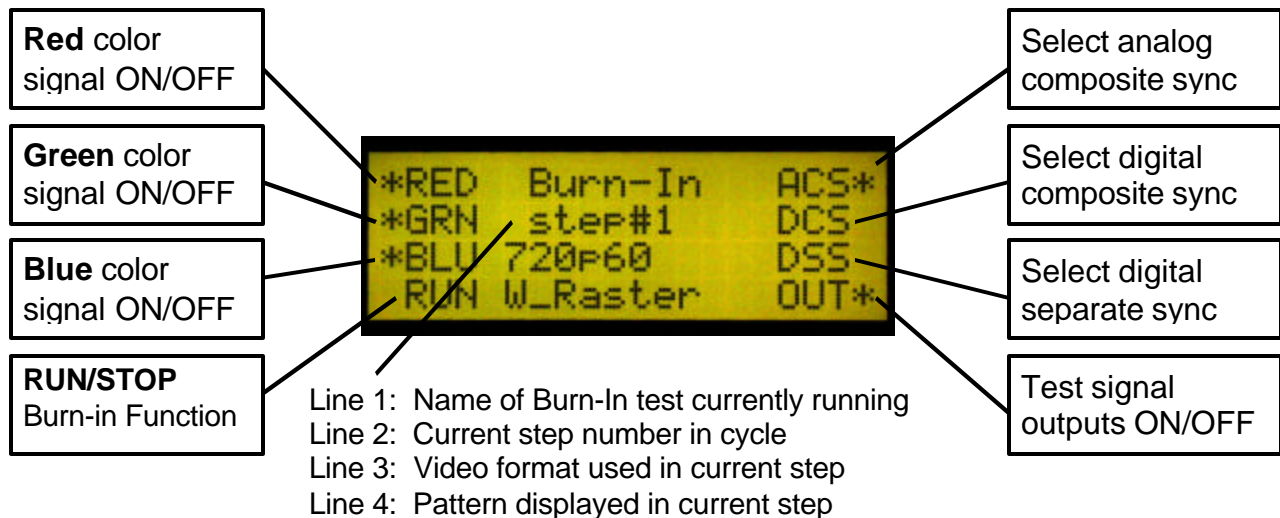 Red color
signal ON/OFF
Green color
signal ON/OFF
Blue color
signal ON/OFF
RUN/STOP
Burn-in Function
*RED Burn-In ACS*
*GRN step#1 DCS
*BLU 720p60 DSS
RUN W_Raster OUT*
Line 1: Name of Burn-In test currently running
Line 2: Current step number in cycle
Line 3: Video format used in current step
Line 4: Pattern displayed in current step
Select analog
composite sync
Select digital
composite sync
Select digital
separate sync
Test signal
outputs ON/OFF